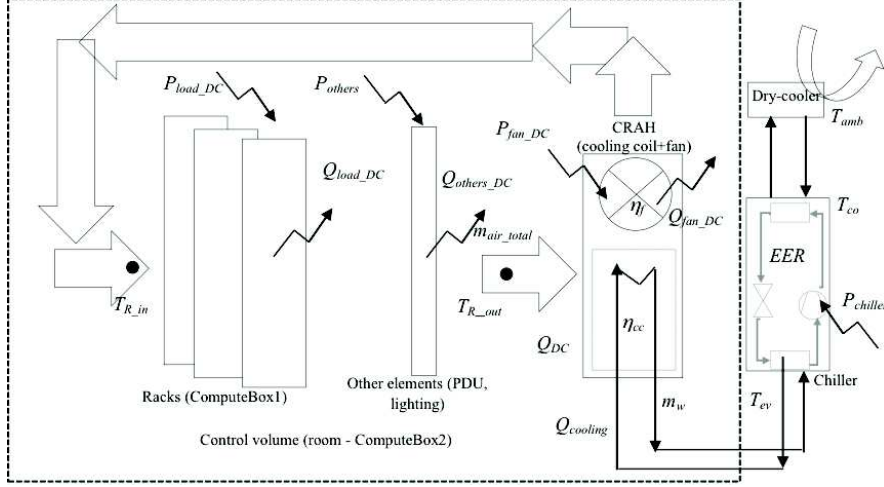 P_load_DC
P_others
CRAH
(cooling coil+fan)
P_fan_DC
Dry-cooler
T_amb
Q_load_DC
Q_others_DC
η_f
Q_fan_DC
T_co
m_air_total
EER
T_R_in
T_R_out
P_chiller
η_cc
Q_DC
Racks (ComputeBox1)
Other elements (PDU,
lighting)
Chiller
T_ev
m_w
Q_cooling
Control volume (room - ComputeBox2)